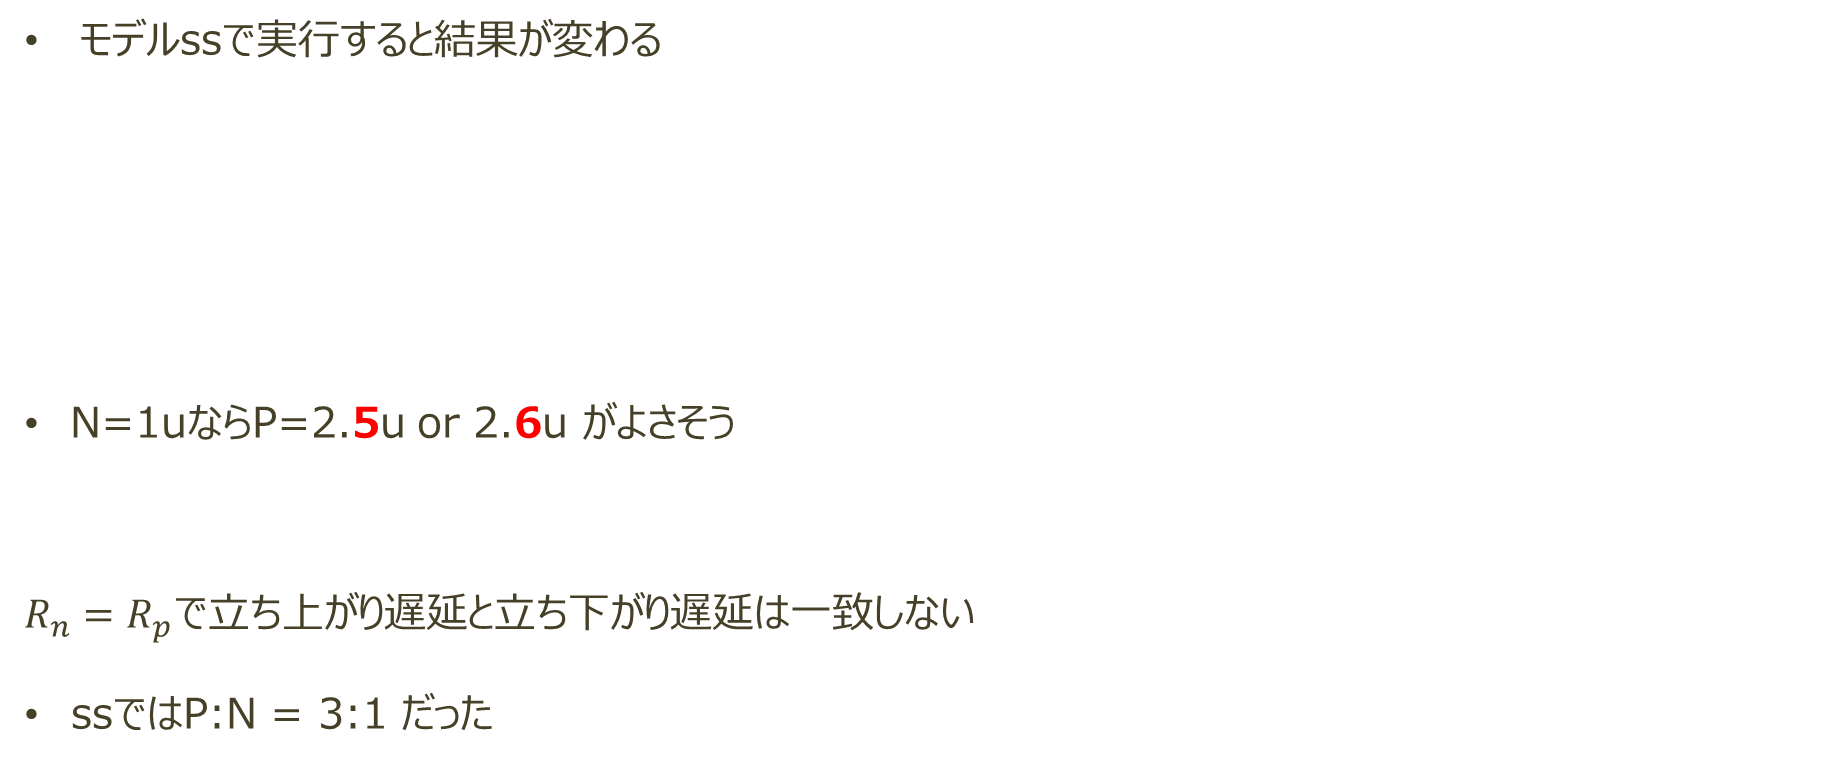 • モデルssで実行すると結果が変わる
• N=1uならP=2.5u or 2.6u がよさそう
Rn = Rpで立ち上がり遅延と立ち下がり遅延は一致しない
• ssではP:N = 3:1 だった